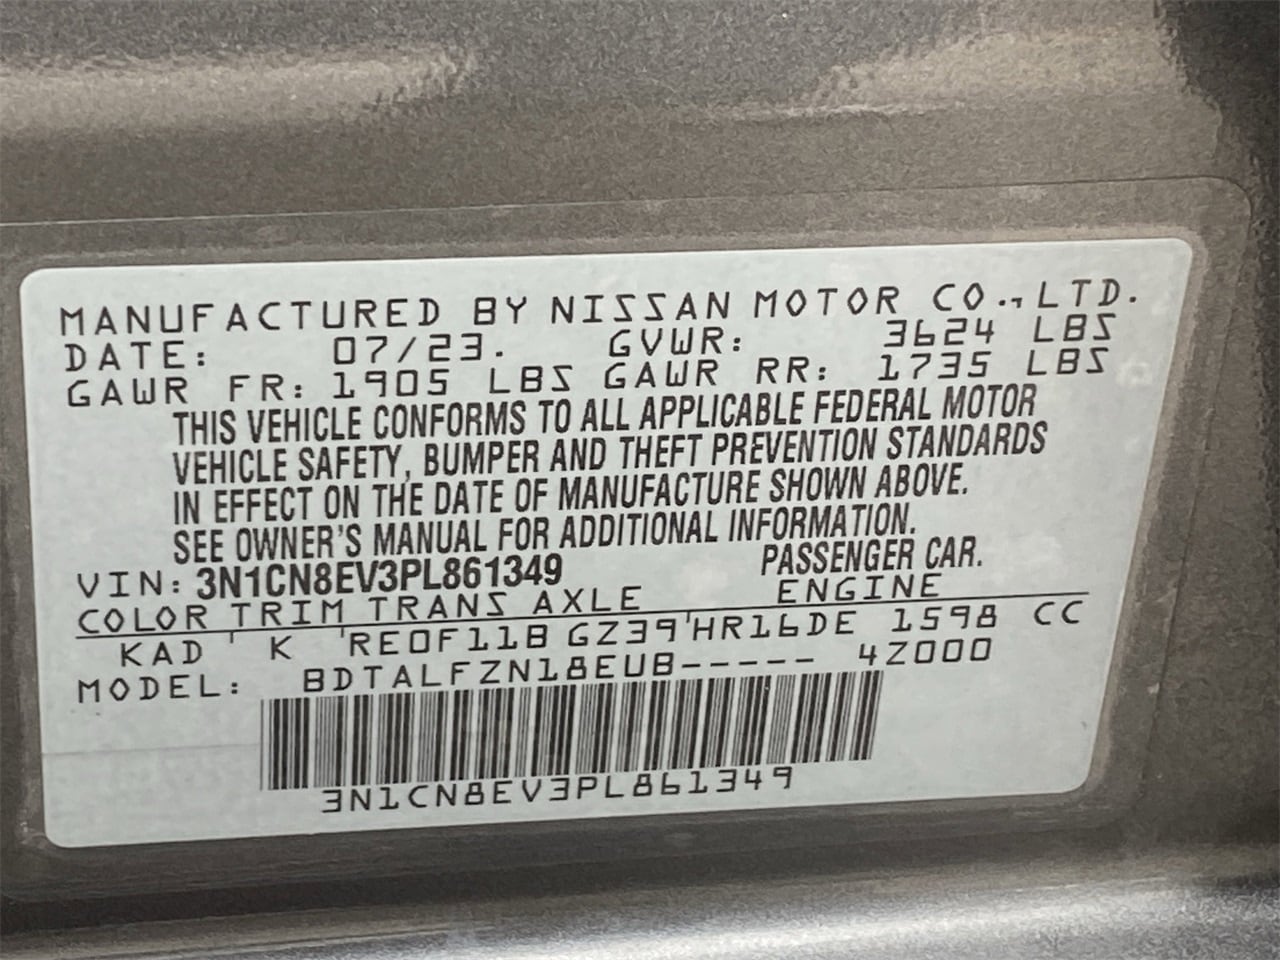 MANUFACTURED BY NISSAN MOTOR CO., LTD.
DATE: 07/23. GVWR: 3624 LBS
GAWR FR: 1905 LBS GAWR RR: 1735 LBS
THIS VEHICLE CONFORMS TO ALL APPLICABLE FEDERAL MOTOR
VEHICLE SAFETY, BUMPER AND THEFT PREVENTION STANDARDS
IN EFFECT ON THE DATE OF MANUFACTURE SHOWN ABOVE.
SEE OWNER'S MANUAL FOR ADDITIONAL INFORMATION.
VIN: 3N1CN8EV3PL861349 PASSENGER CAR.
COLOR TRIM TRANS AXLE ENGINE
KAD ' K 'RE0F11B GZ39'HR16DE 1598 CC
MODEL: BDTALFZN18EUB----- 4Z000
3N1CN8EV3PL861349